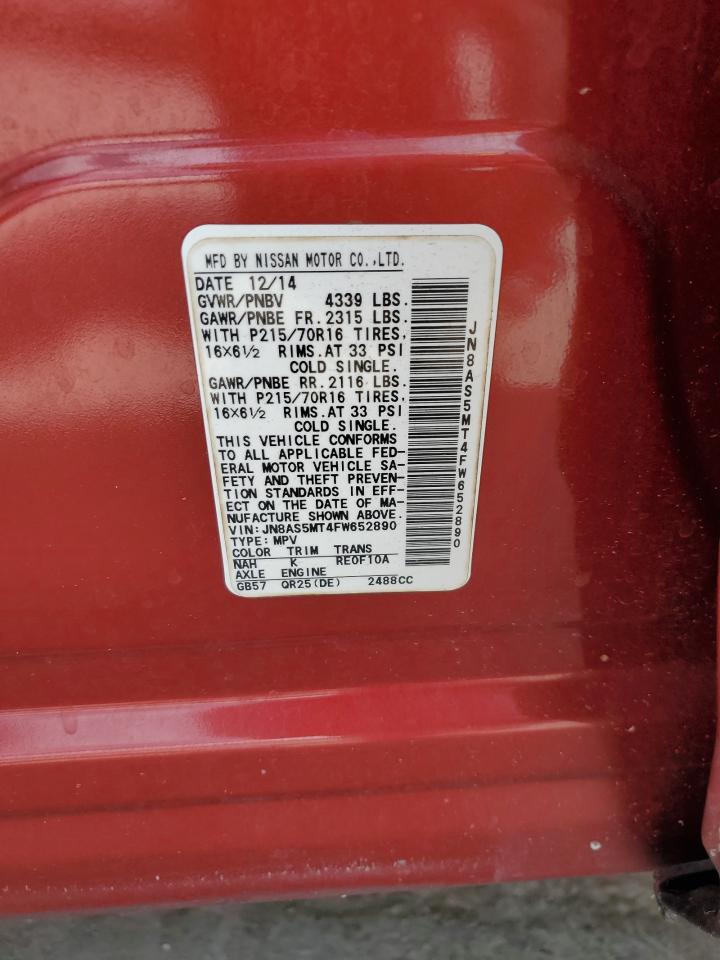 MFD BY NISSAN MOTOR CO.,LTD.
DATE 12/14
GVWR/PNBV 4339 LBS.
GAWR/PNBE FR. 2315 LBS.
WITH P215/70R16 TIRES,
16X6½ RIMS.AT 33 PSI
COLD SINGLE.
GAWR/PNBE RR. 2116 LBS.
WITH P215/70R16 TIRES,
16X6½ RIMS.AT 33 PSI
COLD SINGLE.
THIS VEHICLE CONFORMS
TO ALL APPLICABLE FED-
ERAL MOTOR VEHICLE SA-
FETY AND THEFT PREVEN-
TION STANDARDS IN EFF-
ECT ON THE DATE OF MA-
NUFACTURE SHOWN ABOVE.
VIN:JN8AS5MT4FW652890
TYPE:MPV
COLOR TRIM TRANS
NAH K RE0F10A
AXLE ENGINE
GB57 QR25(DE) 2488CC
JN8AS5MT4FW652890